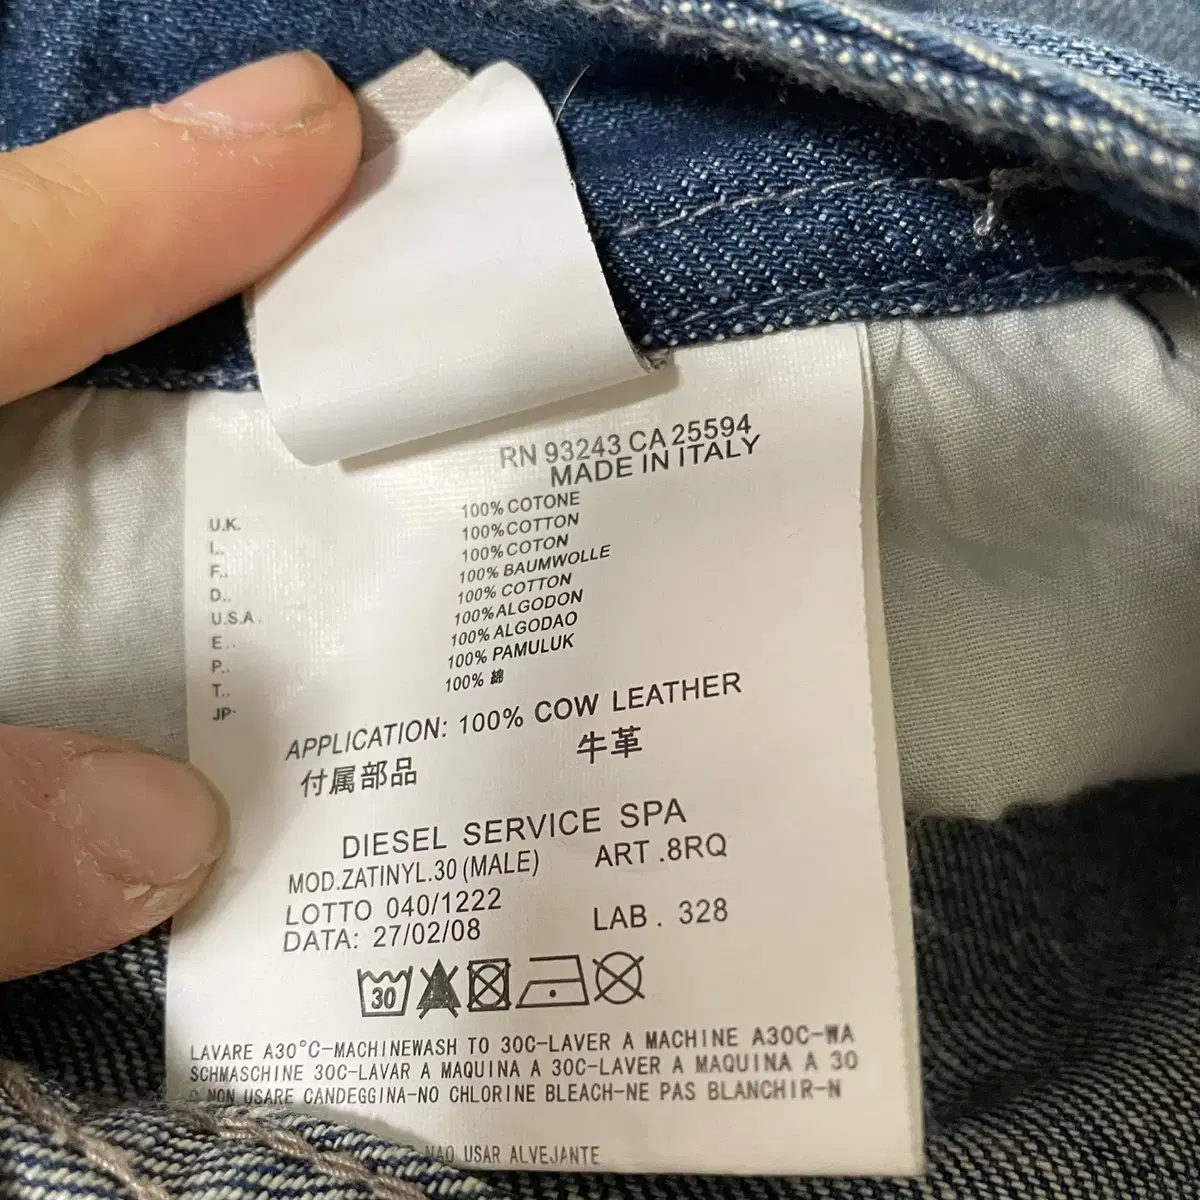 RN 93243 CA 25594
MADE IN ITALY
U.K. 100% COTONE
I.. 100% COTTON
F.. 100% COTON
D.. 100% BAUMWOLLE
U.S.A. 100% COTTON
E.. 100% ALGODON
P.. 100% ALGODAO
T.. 100% PAMULUK
JP. 100% 綿
APPLICATION: 100% COW LEATHER
付属部品 牛革
DIESEL SERVICE SPA
MOD.ZATINYL.30 (MALE) ART .8RQ
LOTTO 040/1222
DATA: 27/02/08 LAB . 328
30
LAVARE A30°C-MACHINEWASH TO 30C-LAVER A MACHINE A30C-WA
SCHMASCHINE 30C-LAVAR A MAQUINA A 30C-LAVER A MAQUINA A 30
NON USARE CANDEGGINA-NO CHLORINE BLEACH-NE PAS BLANCHIR-N
NAO USAR ALVEJANTE